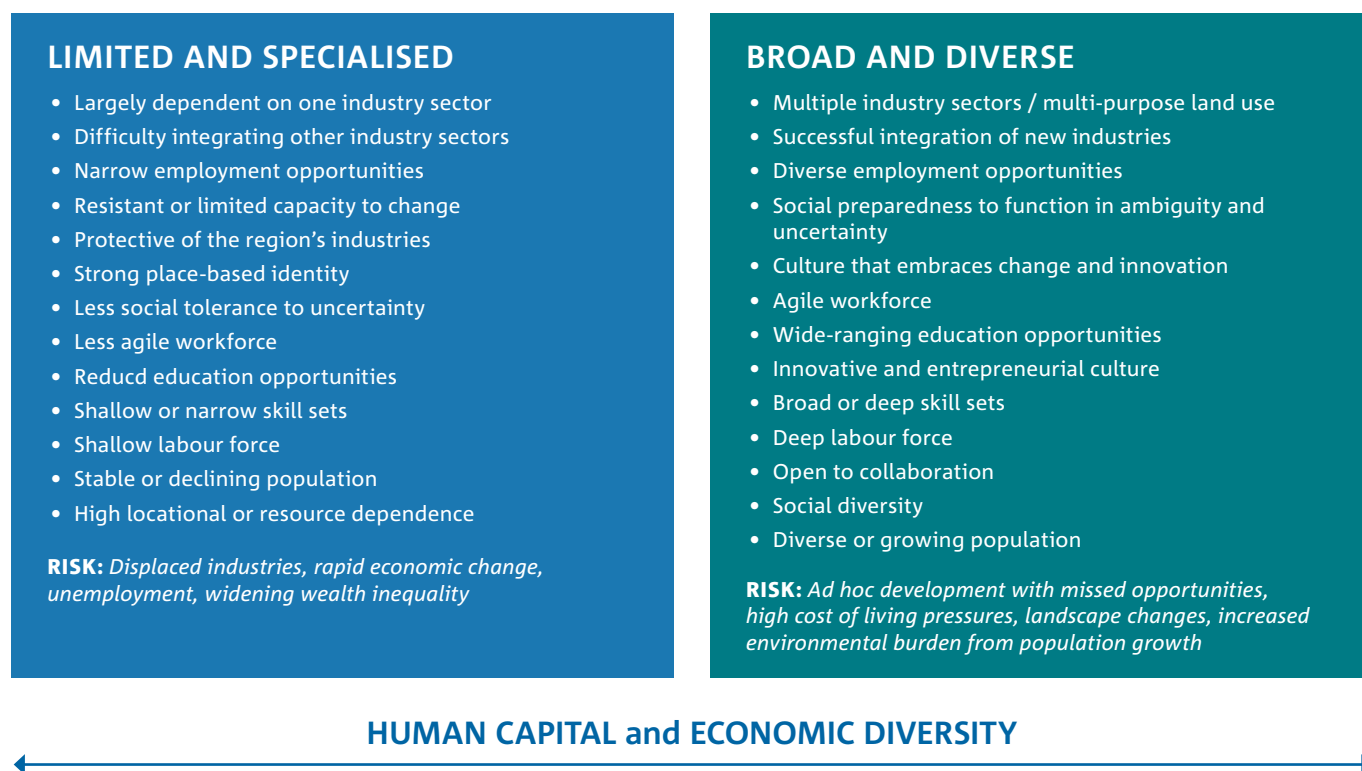 LIMITED AND SPECIALISED
• Largely dependent on one industry sector
• Difficulty integrating other industry sectors
• Narrow employment opportunities
• Resistant or limited capacity to change
• Protective of the region’s industries
• Strong place-based identity
• Less social tolerance to uncertainty
• Less agile workforce
• Reducd education opportunities
• Shallow or narrow skill sets
• Shallow labour force
• Stable or declining population
• High locational or resource dependence
RISK: Displaced industries, rapid economic change,
unemployment, widening wealth inequality
BROAD AND DIVERSE
• Multiple industry sectors / multi-purpose land use
• Successful integration of new industries
• Diverse employment opportunities
• Social preparedness to function in ambiguity and
uncertainty
• Culture that embraces change and innovation
• Agile workforce
• Wide-ranging education opportunities
• Innovative and entrepreneurial culture
• Broad or deep skill sets
• Deep labour force
• Open to collaboration
• Social diversity
• Diverse or growing population
RISK: Ad hoc development with missed opportunities,
high cost of living pressures, landscape changes, increased
environmental burden from population growth
HUMAN CAPITAL and ECONOMIC DIVERSITY